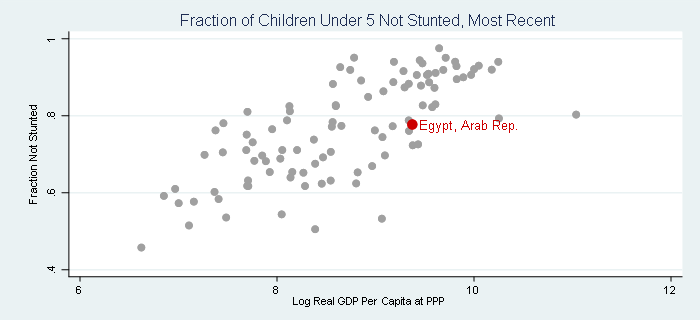 Fraction of Children Under 5 Not Stunted, Most Recent
1
.8
.6
.4
Fraction Not Stunted
Egypt, Arab Rep.
6
8
10
12
Log Real GDP Per Capita at PPP